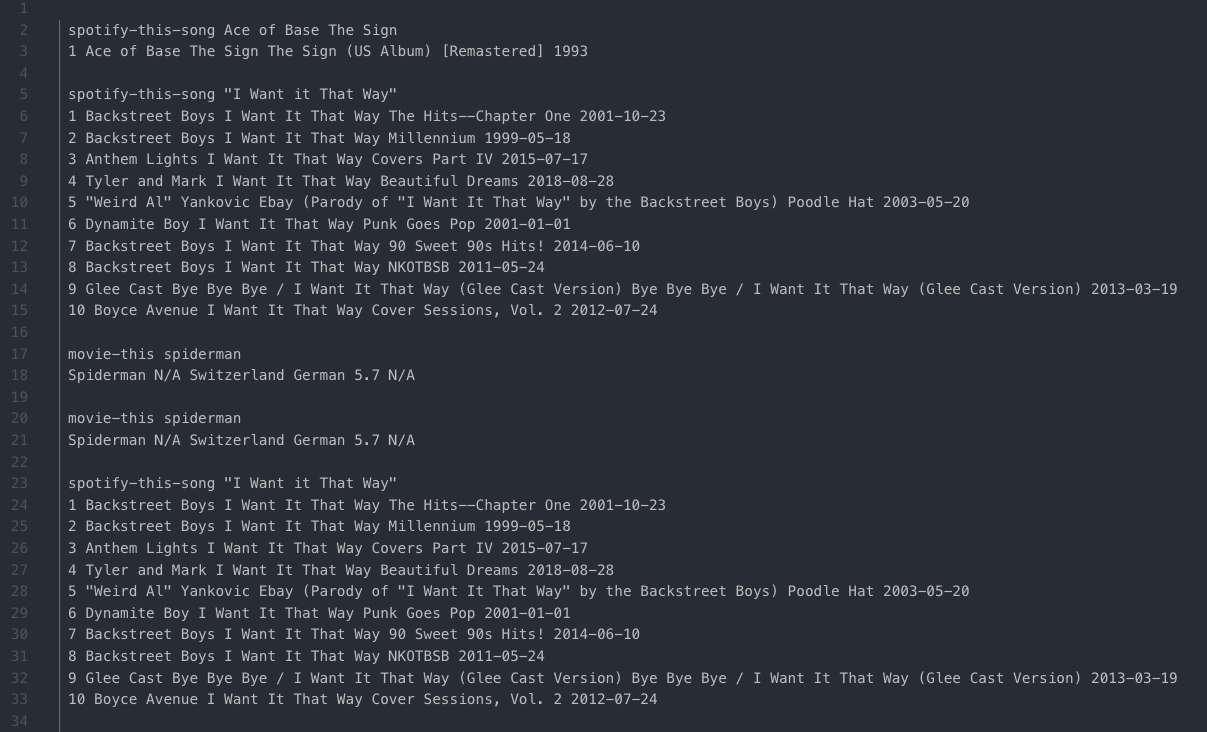 1
2 spotify-this-song Ace of Base The Sign
3 1 Ace of Base The Sign The Sign (US Album) [Remastered] 1993
4
5 spotify-this-song "I Want it That Way"
6 1 Backstreet Boys I Want It That Way The Hits--Chapter One 2001-10-23
7 2 Backstreet Boys I Want It That Way Millennium 1999-05-18
8 3 Anthem Lights I Want It That Way Covers Part IV 2015-07-17
9 4 Tyler and Mark I Want It That Way Beautiful Dreams 2018-08-28
10 5 "Weird Al" Yankovic Ebay (Parody of "I Want It That Way" by the Backstreet Boys) Poodle Hat 2003-05-20
11 6 Dynamite Boy I Want It That Way Punk Goes Pop 2001-01-01
12 7 Backstreet Boys I Want It That Way 90 Sweet 90s Hits! 2014-06-10
13 8 Backstreet Boys I Want It That Way NKOTBSB 2011-05-24
14 9 Glee Cast Bye Bye Bye / I Want It That Way (Glee Cast Version) Bye Bye Bye / I Want It That Way (Glee Cast Version) 2013-03-19
15 10 Boyce Avenue I Want It That Way Cover Sessions, Vol. 2 2012-07-24
16
17 movie-this spiderman
18 Spiderman N/A Switzerland German 5.7 N/A
19
20 movie-this spiderman
21 Spiderman N/A Switzerland German 5.7 N/A
22
23 spotify-this-song "I Want it That Way"
24 1 Backstreet Boys I Want It That Way The Hits--Chapter One 2001-10-23
25 2 Backstreet Boys I Want It That Way Millennium 1999-05-18
26 3 Anthem Lights I Want It That Way Covers Part IV 2015-07-17
27 4 Tyler and Mark I Want It That Way Beautiful Dreams 2018-08-28
28 5 "Weird Al" Yankovic Ebay (Parody of "I Want It That Way" by the Backstreet Boys) Poodle Hat 2003-05-20
29 6 Dynamite Boy I Want It That Way Punk Goes Pop 2001-01-01
30 7 Backstreet Boys I Want It That Way 90 Sweet 90s Hits! 2014-06-10
31 8 Backstreet Boys I Want It That Way NKOTBSB 2011-05-24
32 9 Glee Cast Bye Bye Bye / I Want It That Way (Glee Cast Version) Bye Bye Bye / I Want It That Way (Glee Cast Version) 2013-03-19
33 10 Boyce Avenue I Want It That Way Cover Sessions, Vol. 2 2012-07-24
34